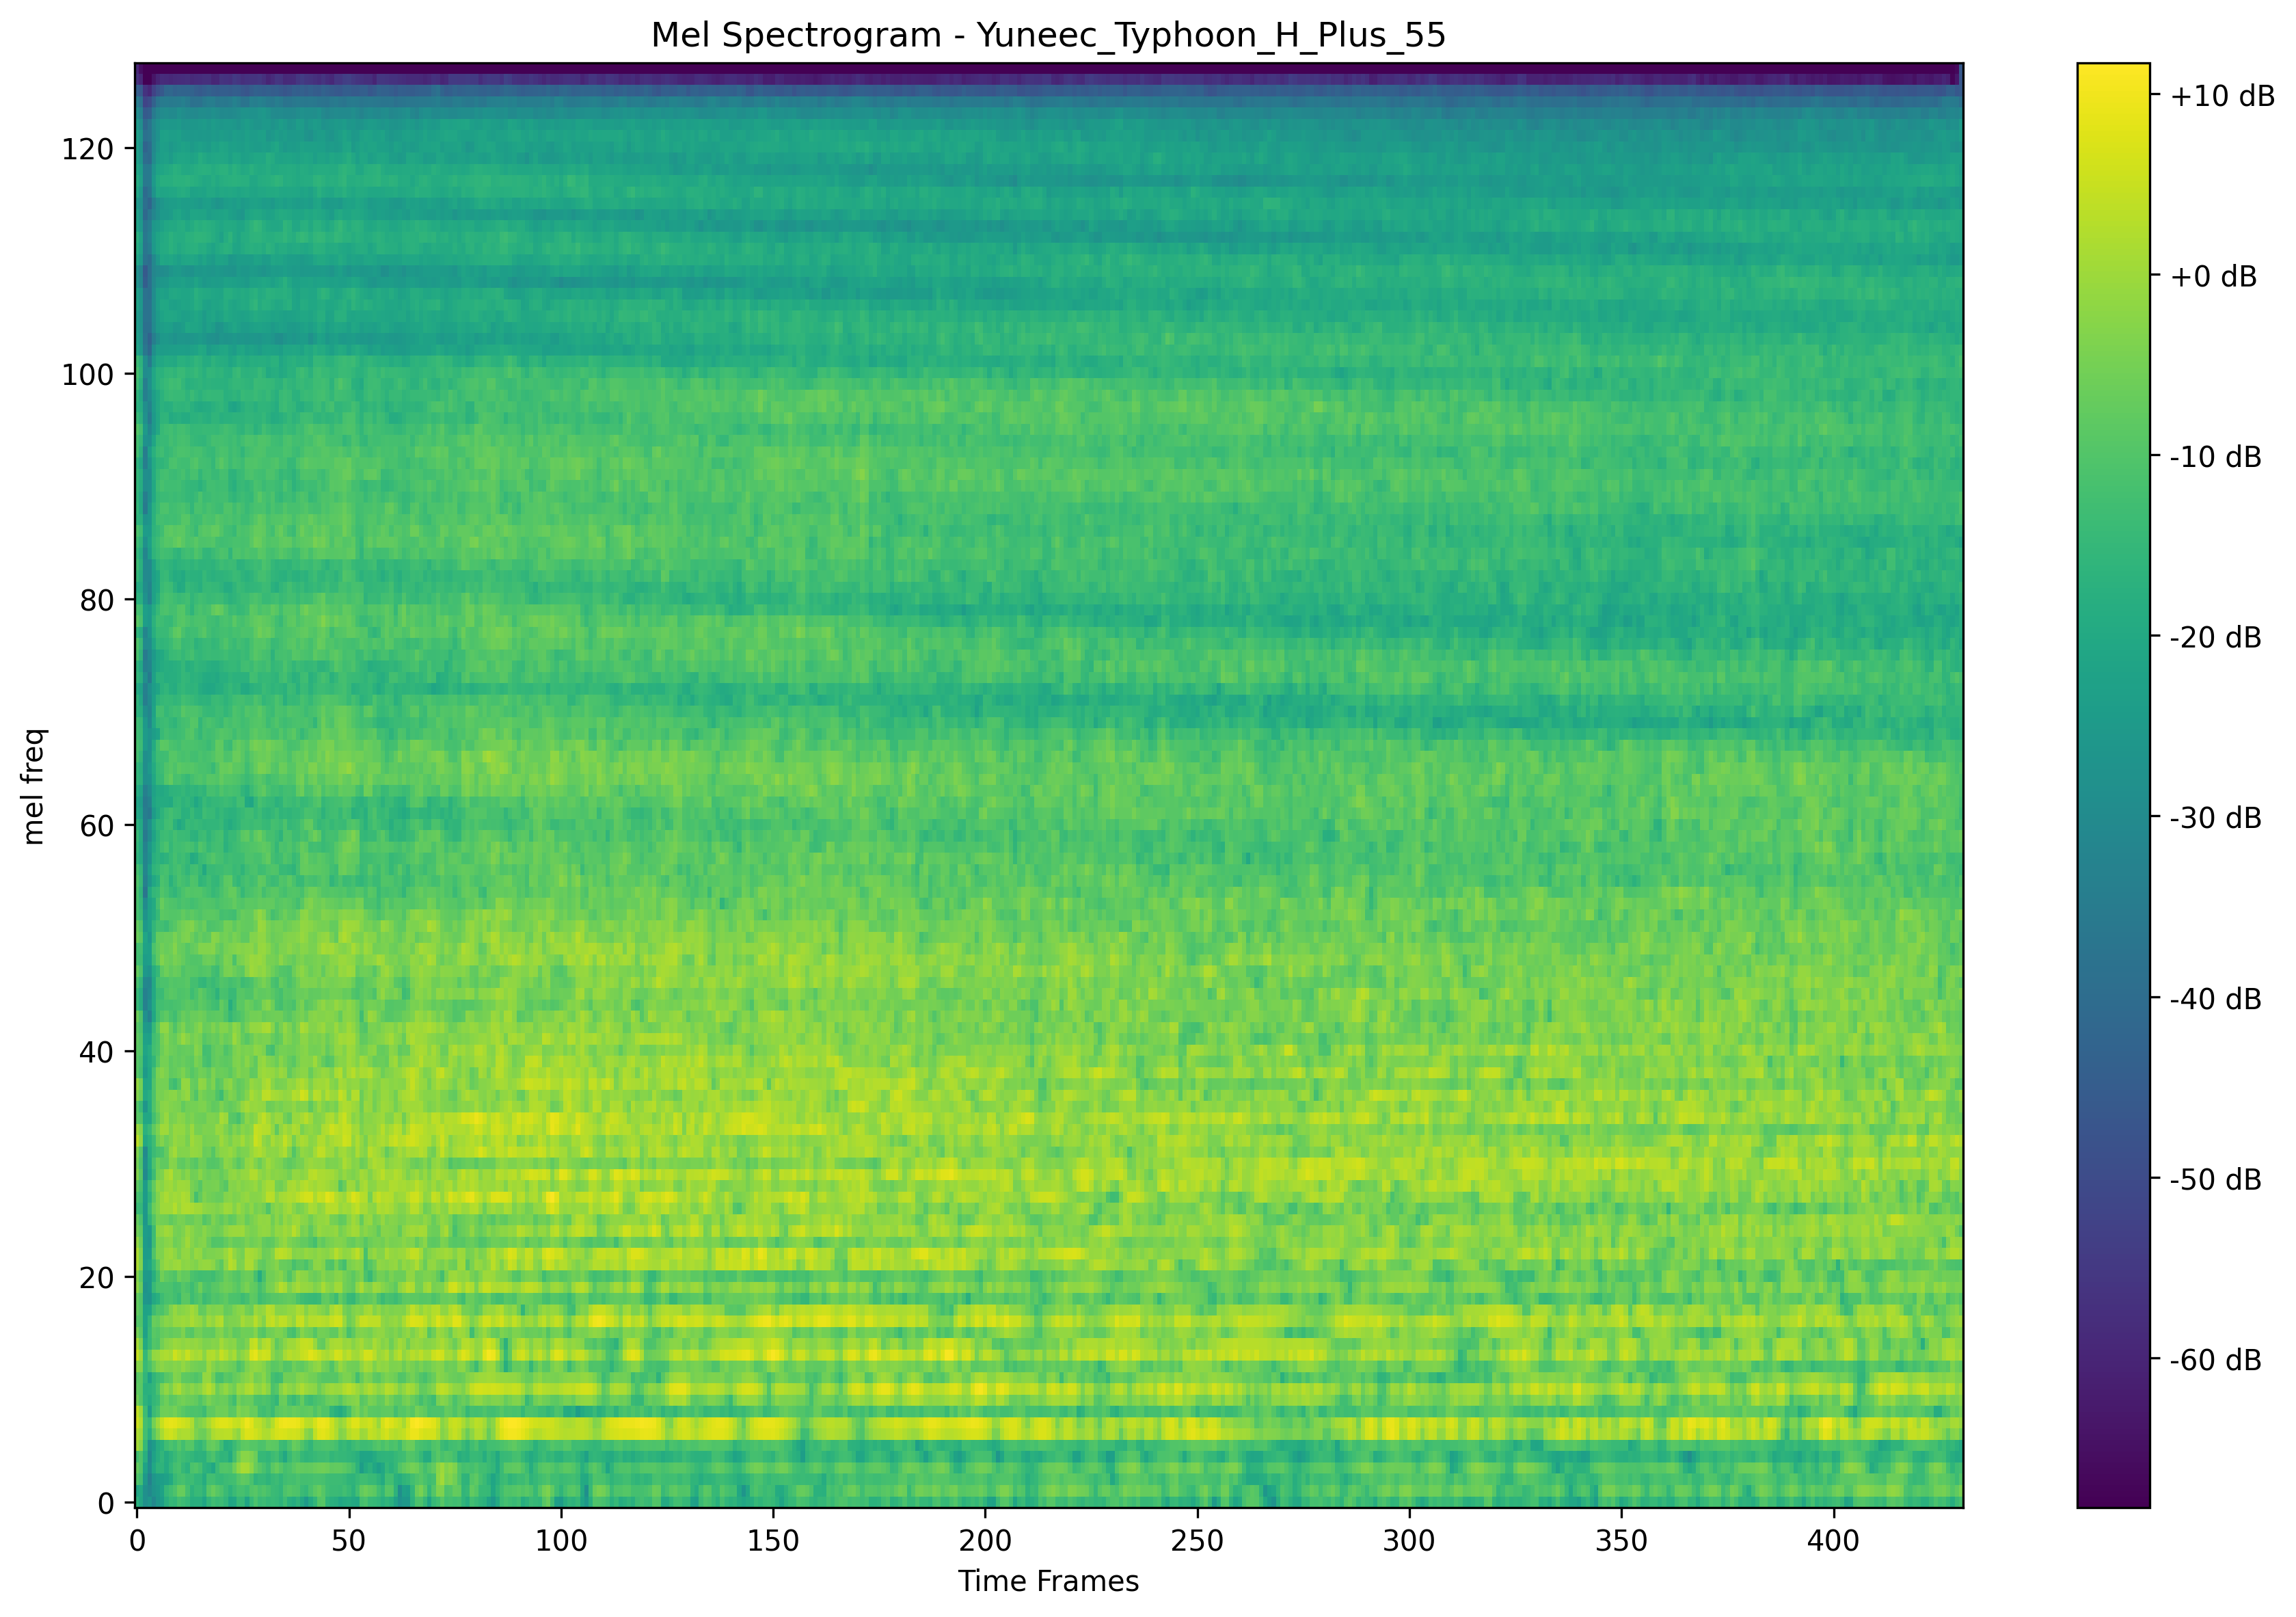 Mel Spectrogram - Yuneec_Typhoon_H_Plus_55
mel freq
120
100
80
60
40
20
0
0 50 100 150 200 250 300 350 400
Time Frames
+10 dB
+0 dB
-10 dB
-20 dB
-30 dB
-40 dB
-50 dB
-60 dB